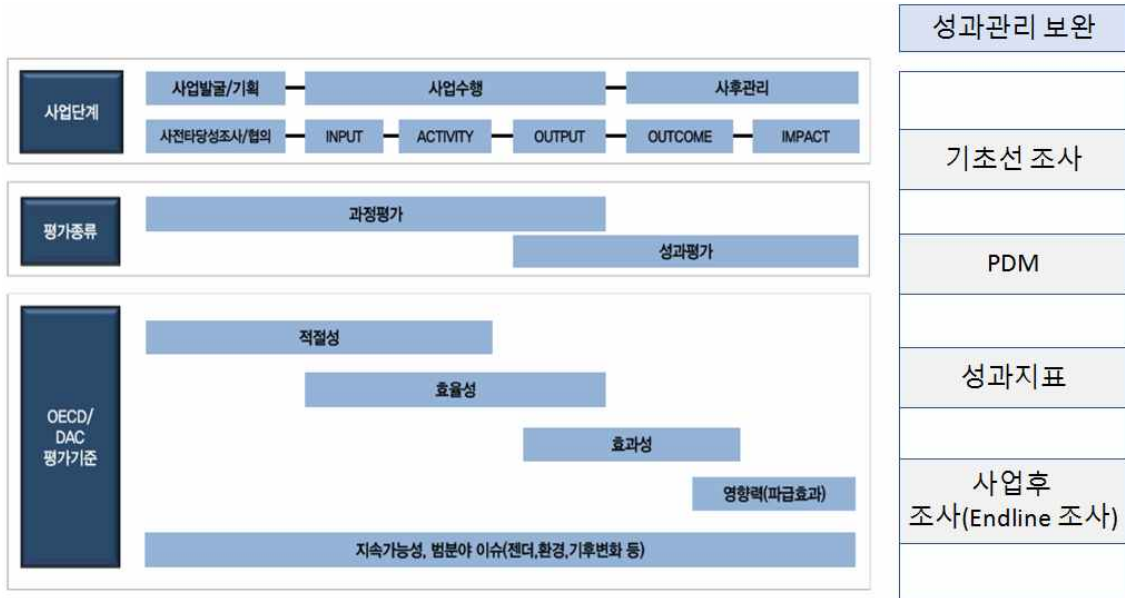 성과관리 보완
사업단계
사업발굴/기획
사업수행
사후관리
사전타당성조사/협의
INPUT
ACTIVITY
OUTPUT
OUTCOME
IMPACT
기초선 조사
평가종류
과정평가
성과평가
PDM
OECD/
DAC
평가기준
적절성
효율성
효과성
영향력(파급효과)
지속가능성, 범분야 이슈(젠더,환경,기후변화 등)
성과지표
사업후
조사(Endline 조사)